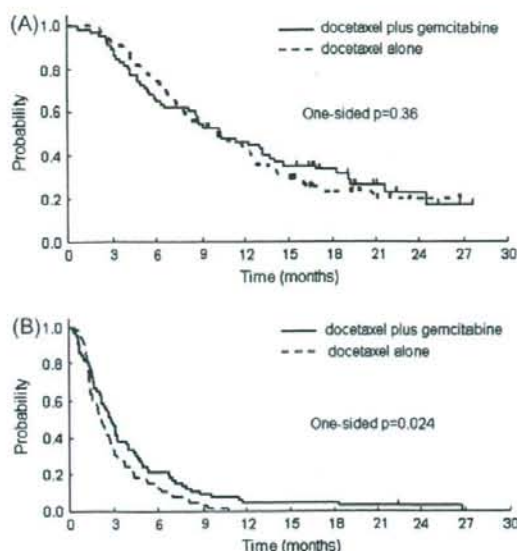 (A)
docetaxel plus gemcitabine
docetaxel alone
One-sided p=0.36
Probability
1.0
0.8
0.6
0.4
0.2
0.0
0 3 6 9 12 15 18 21 24 27 30
Time (months)
(B)
docetaxel plus gemcitabine
docetaxel alone
One-sided p=0.024
Probability
1.0
0.8
0.6
0.4
0.2
0.0
0 3 6 9 12 15 18 21 24 27 30
Time (months)